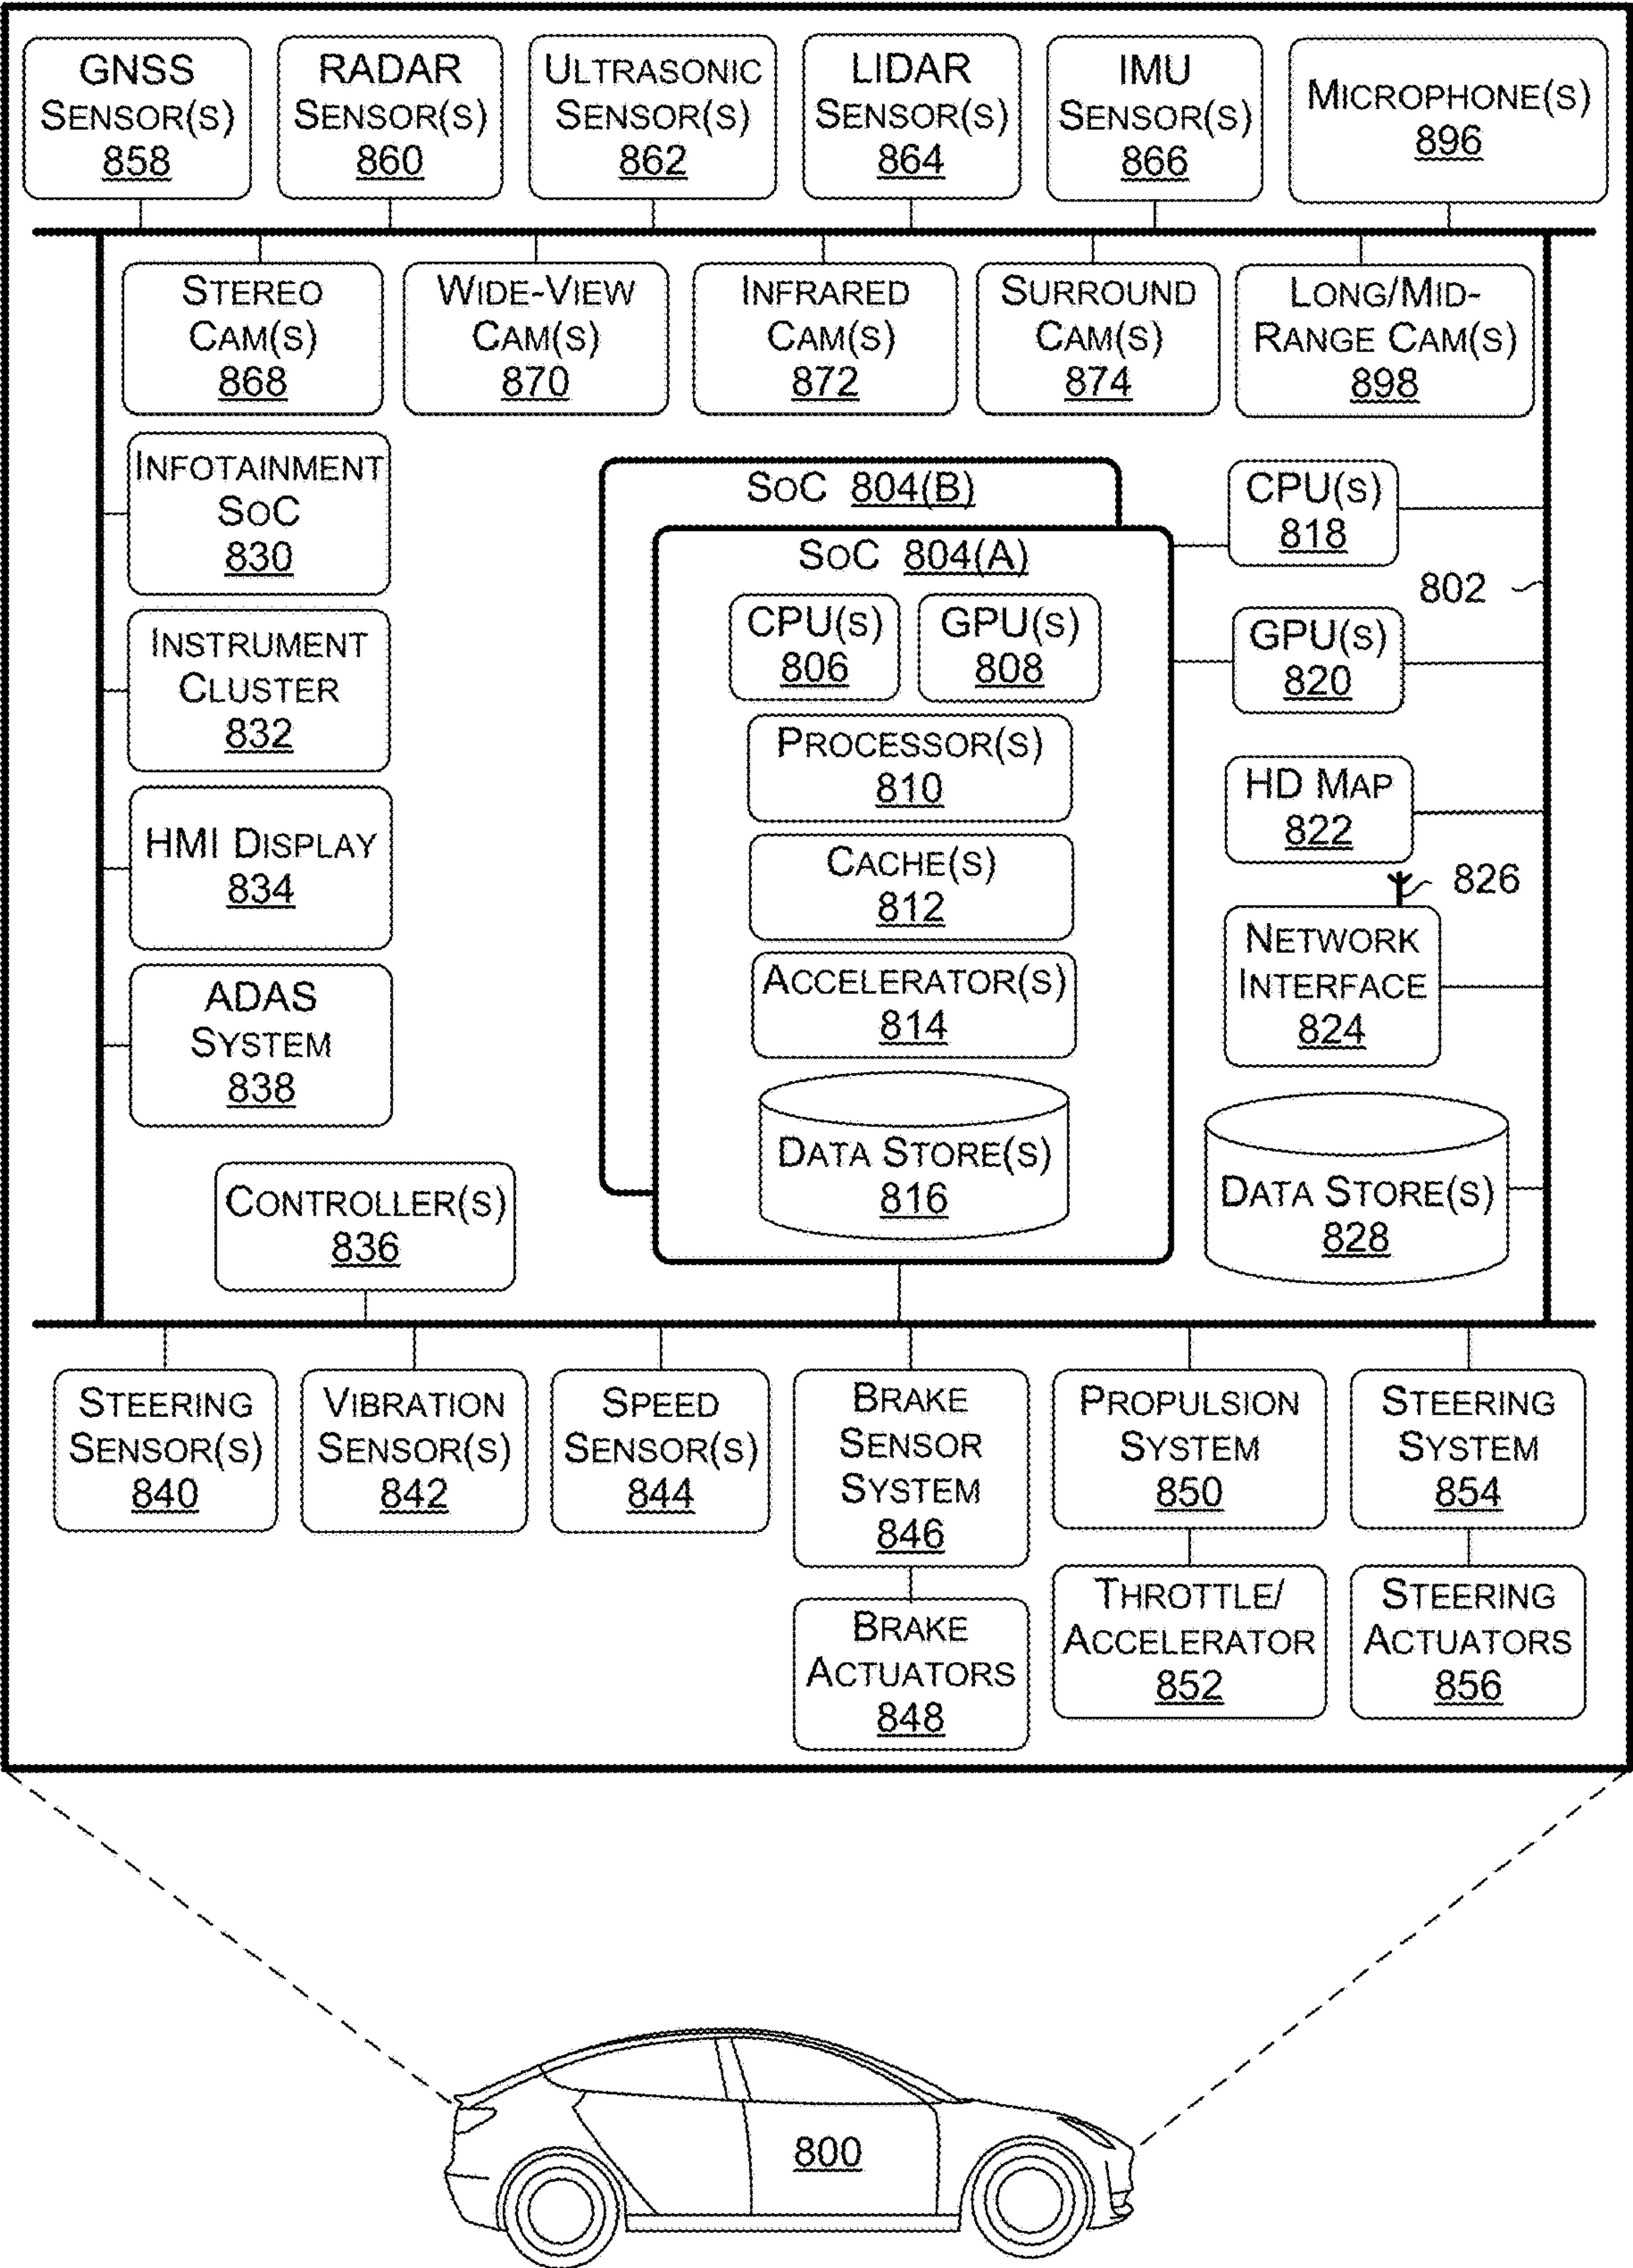 GNSS
SENSOR(S)
858
RADAR
SENSOR(S)
860
ULTRASONIC
SENSOR(S)
862
LIDAR
SENSOR(S)
864
IMU
SENSOR(S)
866
MICROPHONE(S)
896
STEREO
CAM(S)
868
WIDE-VIEW
CAM(S)
870
INFRARED
CAM(S)
872
SURROUND
CAM(S)
874
LONG/MID-
RANGE CAM(S)
898
INFOTAINMENT
SOC
830
INSTRUMENT
CLUSTER
832
HMI DISPLAY
834
ADAS
SYSTEM
838
CONTROLLER(S)
836
SOC 804(B)
SOC 804(A)
CPU(S)
806
GPU(S)
808
PROCESSOR(S)
810
CACHE(S)
812
ACCELERATOR(S)
814
DATA STORE(S)
816
CPU(S)
818
802
GPU(S)
820
HD MAP
822
826
NETWORK
INTERFACE
824
DATA STORE(S)
828
STEERING
SENSOR(S)
840
VIBRATION
SENSOR(S)
842
SPEED
SENSOR(S)
844
BRAKE
SENSOR
SYSTEM
846
PROPULSION
SYSTEM
850
STEERING
SYSTEM
854
BRAKE
ACTUATORS
848
THROTTLE/
ACCELERATOR
852
STEERING
ACTUATORS
856
800